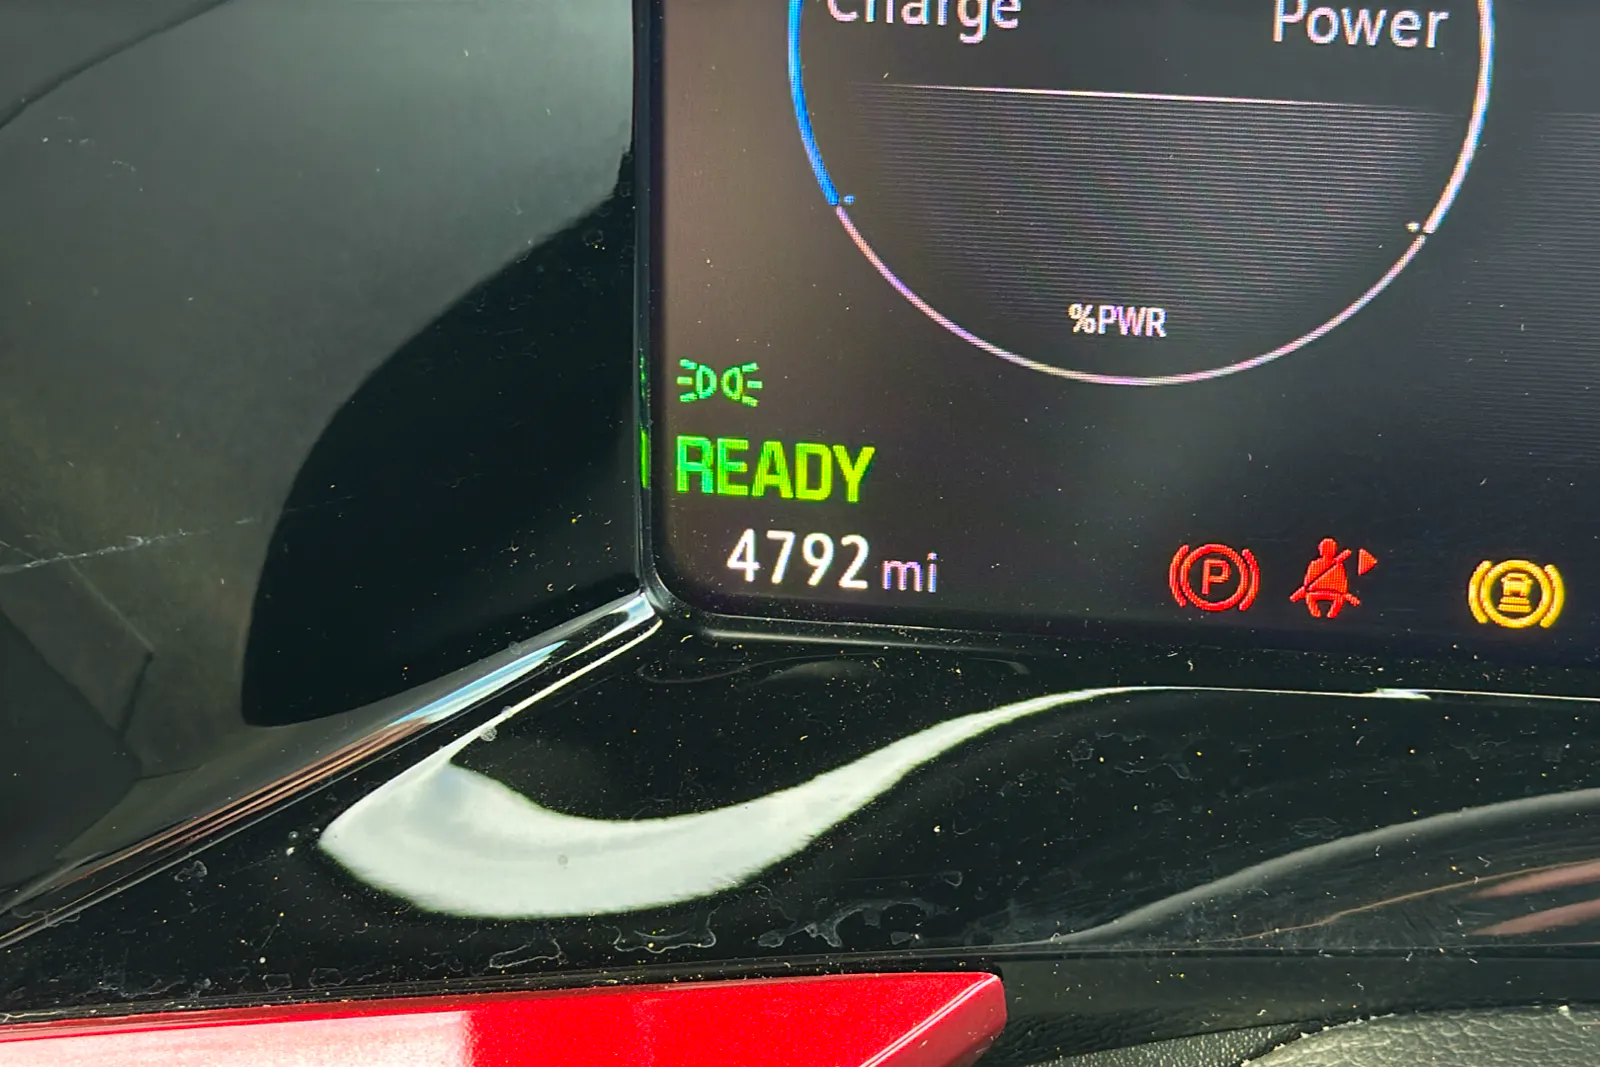 Charge Power
%PWR
READY
4792 mi
P